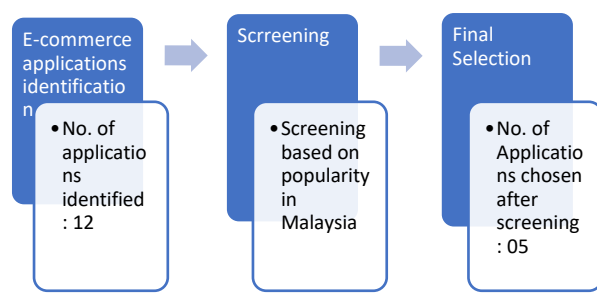 E-commerce
applications
identificatio
n
•No. of
applicatio
ns
identified
: 12
Scrreening
•Screening
based on
popularity
in
Malaysia
Final
Selection
•No. of
Applicatio
ns chosen
after
screening
: 05